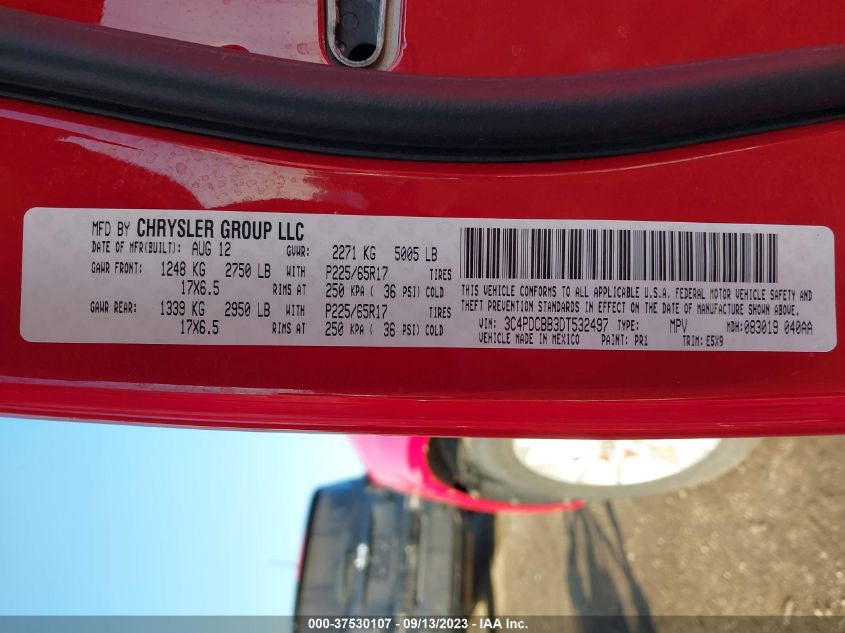 MFD BY CHRYSLER GROUP LLC
DATE OF MFR(BUILT): AUG 12 GVWR: 2271 KG 5005 LB
GAWR FRONT: 1248 KG 2750 LB WITH P225/65R17 TIRES
17X6.5 RIMS AT 250 KPA ( 36 PSI) COLD
GAWR REAR: 1339 KG 2950 LB WITH P225/65R17 TIRES
17X6.5 RIMS AT 250 KPA ( 36 PSI) COLD
THIS VEHICLE CONFORMS TO ALL APPLICABLE U.S.A. FEDERAL MOTOR VEHICLE SAFETY AND
THEFT PREVENTION STANDARDS IN EFFECT ON THE DATE OF MANUFACTURE SHOWN ABOVE.
VIN: 3C4PDCBB3DT532497 TYPE: MPV MDH: 083019 040AA
VEHICLE MADE IN MEXICO PAINT: PR1 TRIM: E5X9
000-37530107 - 09/13/2023 - IAA Inc.